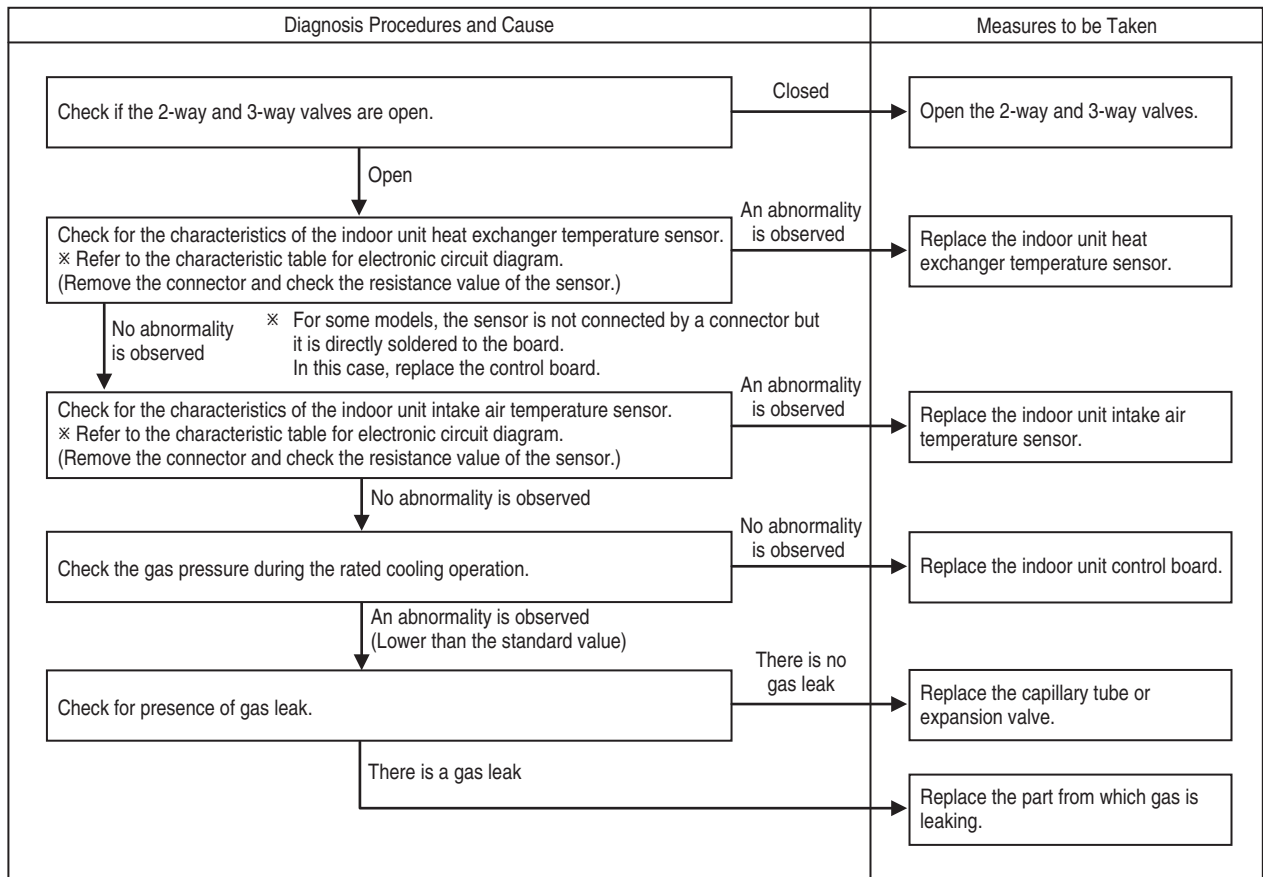 Diagnosis Procedures and Cause
Measures to be Taken
Check if the 2-way and 3-way valves are open.
Closed
Open the 2-way and 3-way valves.
Open
Check for the characteristics of the indoor unit heat exchanger temperature sensor.
※ Refer to the characteristic table for electronic circuit diagram.
(Remove the connector and check the resistance value of the sensor.)
An abnormality
is observed
Replace the indoor unit heat
exchanger temperature sensor.
No abnormality
is observed
※ For some models, the sensor is not connected by a connector but
it is directly soldered to the board.
In this case, replace the control board.
Check for the characteristics of the indoor unit intake air temperature sensor.
※ Refer to the characteristic table for electronic circuit diagram.
(Remove the connector and check the resistance value of the sensor.)
An abnormality
is observed
Replace the indoor unit intake air
temperature sensor.
No abnormality is observed
Check the gas pressure during the rated cooling operation.
No abnormality
is observed
Replace the indoor unit control board.
An abnormality is observed
(Lower than the standard value)
Check for presence of gas leak.
There is no
gas leak
Replace the capillary tube or
expansion valve.
There is a gas leak
Replace the part from which gas is
leaking.